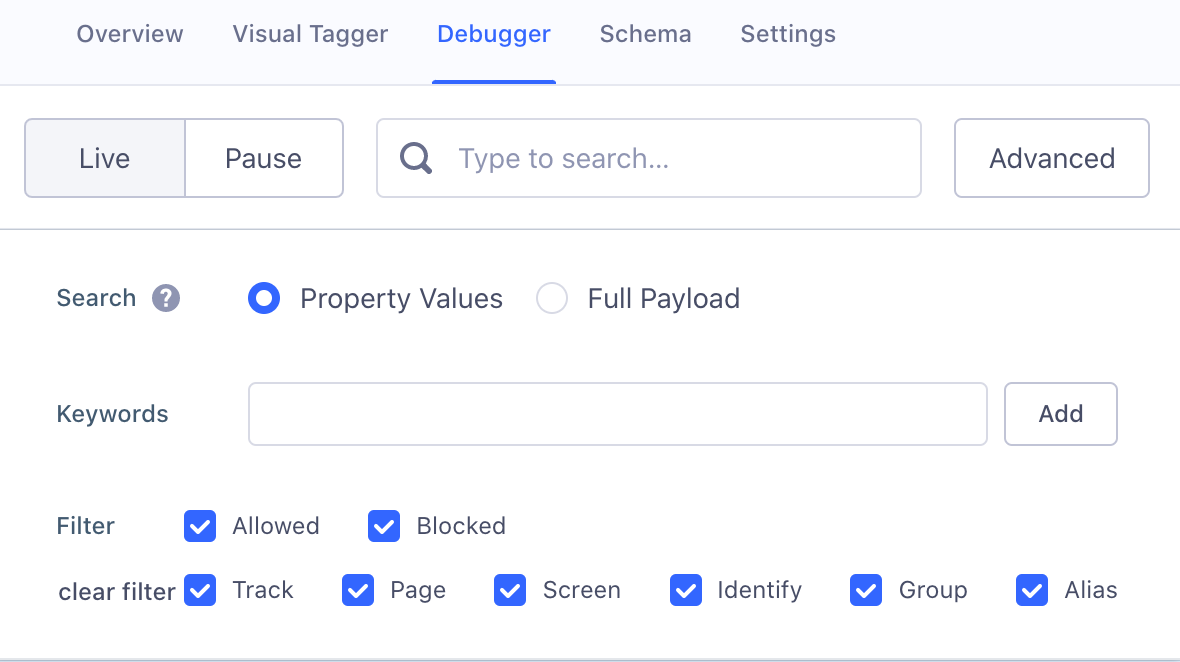 Overview Visual Tagger Debugger Schema Settings
Live Pause Type to search... Advanced
Search ? Property Values Full Payload
Keywords Add
Filter Allowed Blocked
clear filter Track Page Screen Identify Group Alias